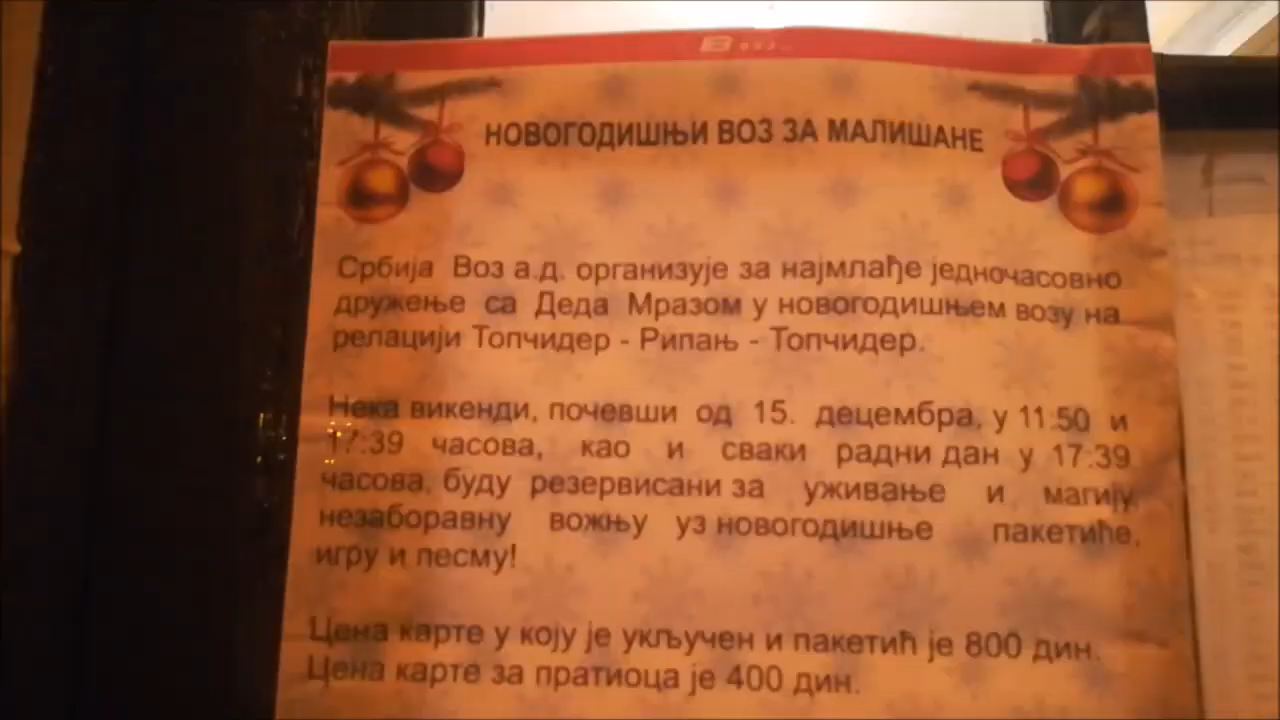 НОВОГОДИШЊИ ВОЗ ЗА МАЛИШАНЕ
Србија Воз а.д. организује за најмлађе једночасовно
дружење са Деда Мразом у новогодишњем возу на
релацији Топчидер - Рипањ - Топчидер.
Нека викенди, почевши од 15. децембра, у 11:50 и
17:39 часова, као и сваки радни дан у 17:39
часова, буду резервисани за уживање и магију,
незаборавну вожњу уз новогодишње пакетиће,
игру и песму!
Цена карте у коју је укључен и пакетић је 800 дин.
Цена карте за пратиоца је 400 дин.